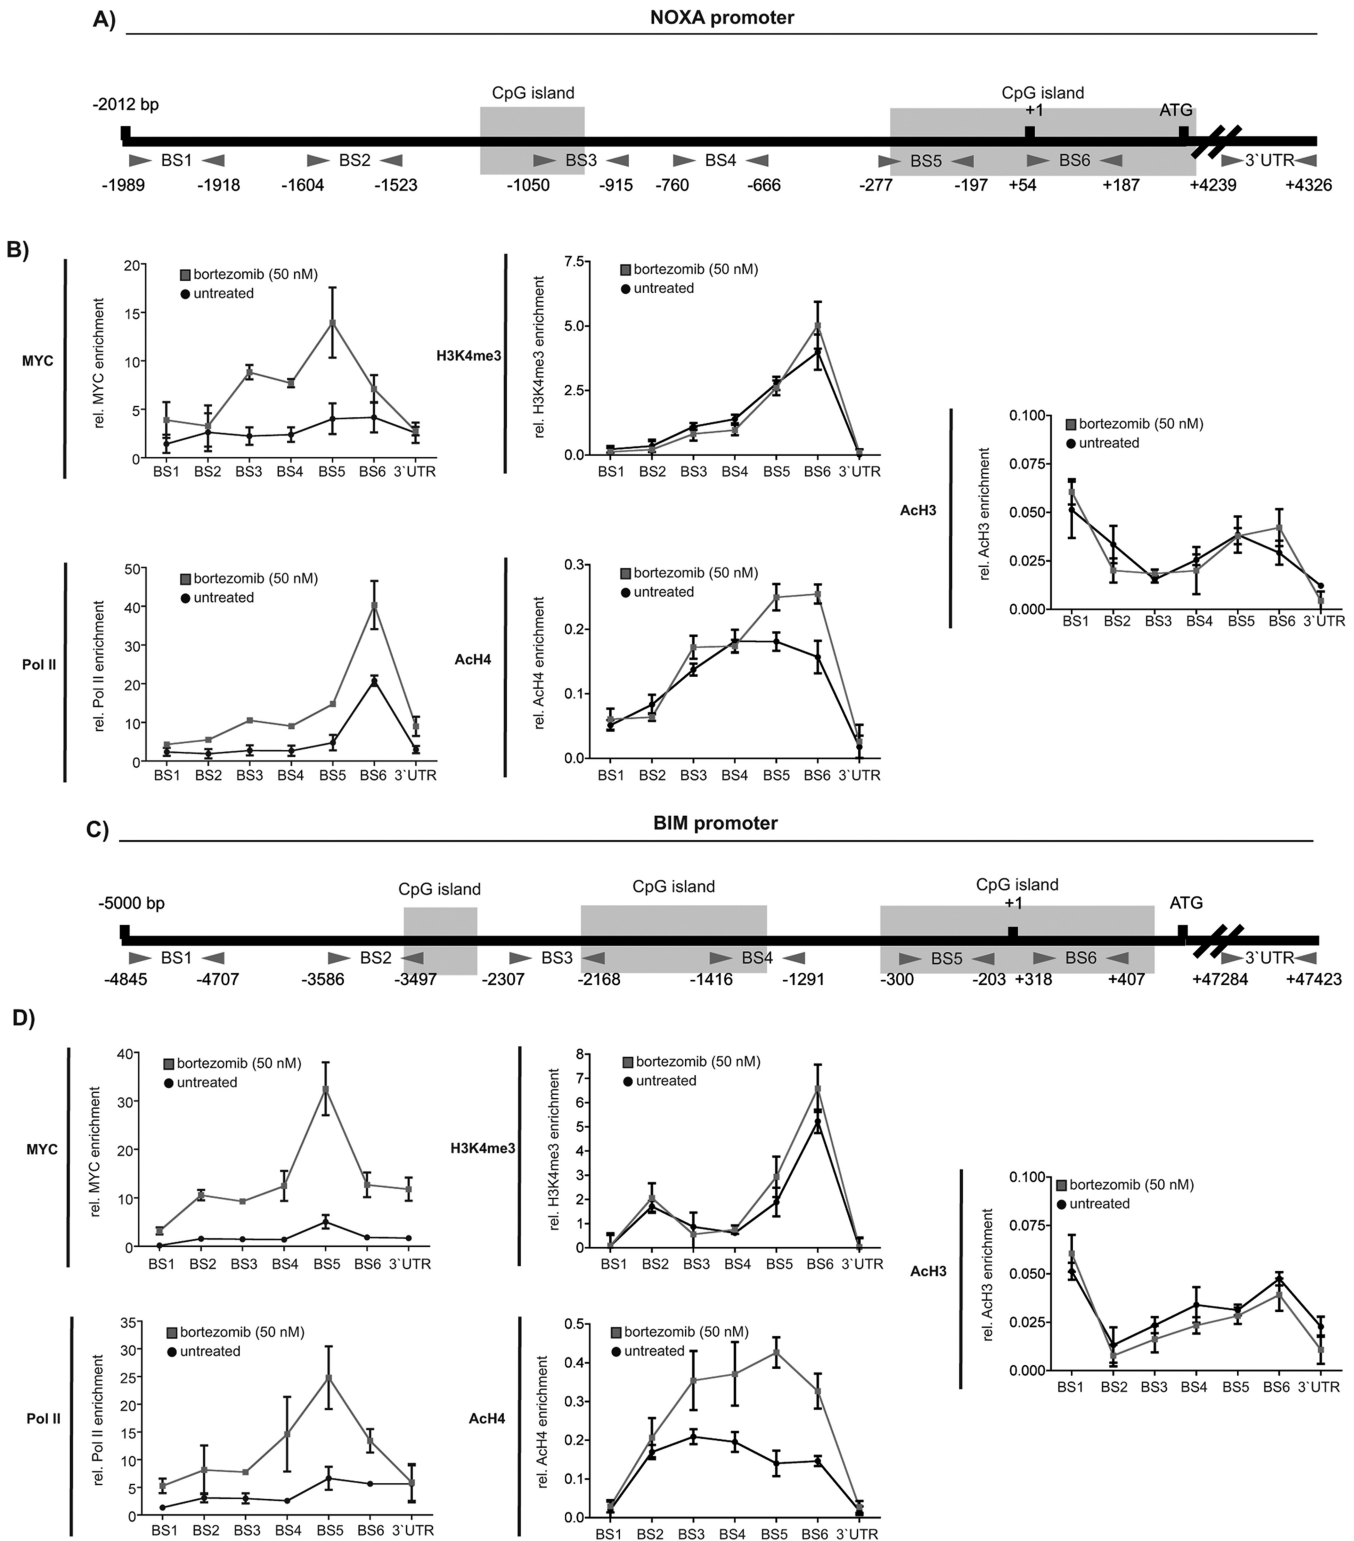 A)
NOXA promoter
CpG island
CpG island
-2012 bp
+1
ATG
BS1
BS2
BS3
BS4
BS5
BS6
3`UTR
-1989
-1918
-1604
-1523
-1050
-915
-760
-666
-277
-197
+54
+187
+4239
+4326
B)
MYC
rel. MYC enrichment
20
15
10
5
0
bortezomib (50 nM)
untreated
BS1 BS2 BS3 BS4 BS5 BS6 3`UTR
H3K4me3
rel. H3K4me3 enrichment
7.5
5.0
2.5
0.0
bortezomib (50 nM)
untreated
BS1 BS2 BS3 BS4 BS5 BS6 3`UTR
AcH3
rel. AcH3 enrichment
0.100
0.075
0.050
0.025
0.000
bortezomib (50 nM)
untreated
BS1 BS2 BS3 BS4 BS5 BS6 3`UTR
Pol II
rel. Pol II enrichment
50
40
30
20
10
0
bortezomib (50 nM)
untreated
BS1 BS2 BS3 BS4 BS5 BS6 3`UTR
AcH4
rel. AcH4 enrichment
0.3
0.2
0.1
0.0
bortezomib (50 nM)
untreated
BS1 BS2 BS3 BS4 BS5 BS6 3`UTR
C)
BIM promoter
CpG island
CpG island
CpG island
-5000 bp
+1
ATG
BS1
BS2
BS3
BS4
BS5
BS6
3`UTR
-4845
-4707
-3586
-3497
-2307
-2168
-1416
-1291
-300
-203
+318
+407
+47284
+47423
D)
MYC
rel. MYC enrichment
40
30
20
10
0
bortezomib (50 nM)
untreated
BS1 BS2 BS3 BS4 BS5 BS6 3`UTR
H3K4me3
rel. H3K4me3 enrichment
8
7
6
5
4
3
2
1
0
bortezomib (50 nM)
untreated
BS1 BS2 BS3 BS4 BS5 BS6 3`UTR
AcH3
rel. AcH3 enrichment
0.100
0.075
0.050
0.025
0.000
bortezomib (50 nM)
untreated
BS1 BS2 BS3 BS4 BS5 BS6 3`UTR
Pol II
rel. Pol II enrichment
35
30
25
20
15
10
5
0
bortezomib (50 nM)
untreated
BS1 BS2 BS3 BS4 BS5 BS6 3`UTR
AcH4
rel. AcH4 enrichment
0.5
0.4
0.3
0.2
0.1
0.0
bortezomib (50 nM)
untreated
BS1 BS2 BS3 BS4 BS5 BS6 3`UTR